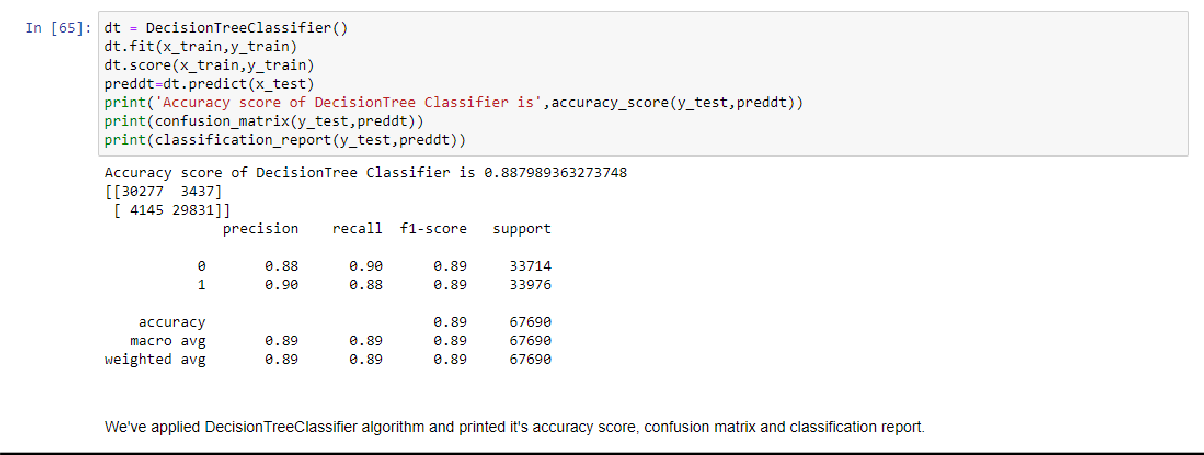 In [65]: dt = DecisionTreeClassifier()
dt.fit(x_train,y_train)
dt.score(x_train,y_train)
preddt=dt.predict(x_test)
print('Accuracy score of DecisionTree Classifier is',accuracy_score(y_test,preddt))
print(confusion_matrix(y_test,preddt))
print(classification_report(y_test,preddt))
Accuracy score of DecisionTree Classifier is 0.887989363273748
[[30277  3437]
 [ 4145 29831]]
              precision    recall  f1-score   support
           0       0.88      0.90      0.89     33714
           1       0.90      0.88      0.89     33976
    accuracy                           0.89     67690
   macro avg       0.89      0.89      0.89     67690
weighted avg       0.89      0.89      0.89     67690
We've applied DecisionTreeClassifier algorithm and printed it's accuracy score, confusion matrix and classification report.